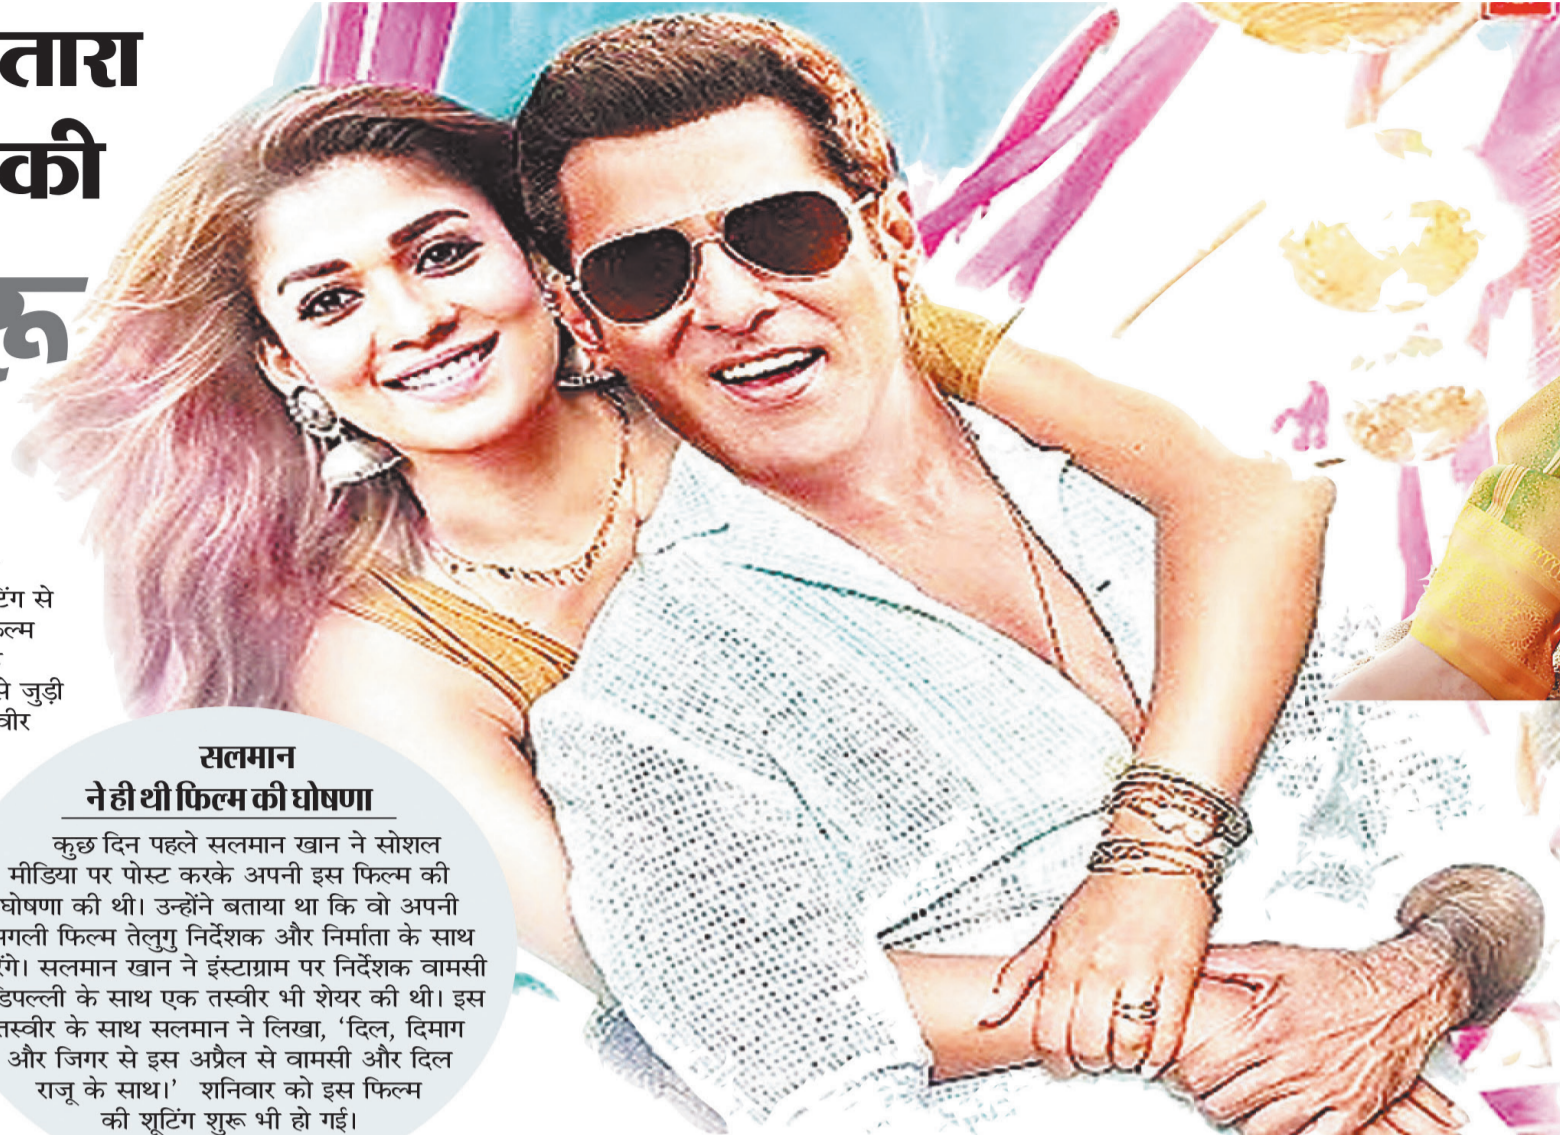 तारा
की
रू
से
से जुड़ी
सलमान
ने ही थी फिल्म की घोषणा
कुछ दिन पहले सलमान खान ने सोशल
मीडिया पर पोस्ट करके अपनी इस फिल्म की
घोषणा की थी। उन्होंने बताया था कि वो अपनी
फिल्म तेलुगु निर्देशक और निर्माता के साथ
सलमान खान ने इंस्टाग्राम पर निर्देशक वामसी
के साथ एक तस्वीर भी शेयर की थी। इस
तस्वीर के साथ सलमान ने लिखा, ‘दिल, दिमाग
और जिगर से इस अप्रैल से वामसी और दिल
राजू के साथ।’ शनिवार को इस फिल्म
की शूटिंग शुरू भी हो गई।